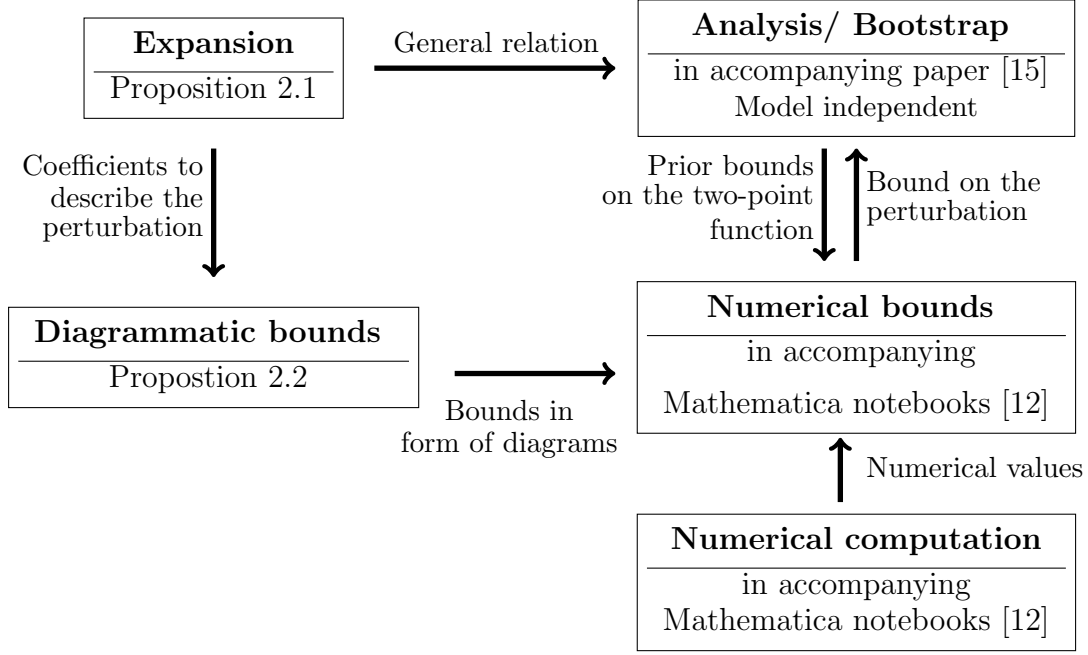 Expansion
Proposition 2.1
General relation
Analysis/ Bootstrap
in accompanying paper [15]
Model independent
Coefficients to
describe the
perturbation
Prior bounds
on the two-point
function
Bound on the
perturbation
Diagrammatic bounds
Propostion 2.2
Bounds in
form of diagrams
Numerical bounds
in accompanying
Mathematica notebooks [12]
Numerical values
Numerical computation
in accompanying
Mathematica notebooks [12]